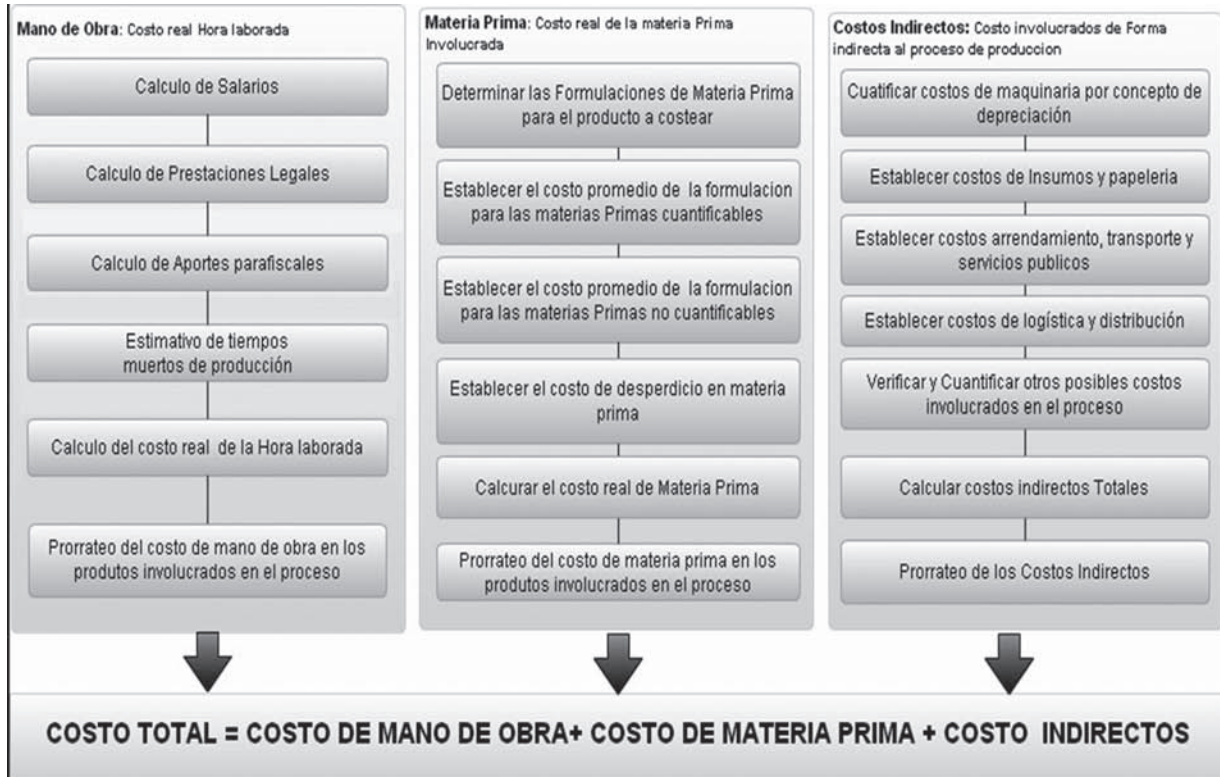 Mano de Obra: Costo real Hora laborada
Calculo de Salarios
Calculo de Prestaciones Legales
Calculo de Aportes parafiscales
Estimativo de tiempos
muertos de producción
Calculo del costo real de la Hora laborada
Prorrateo del costo de mano de obra en los
produtos involucrados en el proceso
Materia Prima: Costo real de la materia Prima
Involucrada
Determinar las Formulaciones de Materia Prima
para el producto a costear
Establecer el costo promedio de la formulacion
para las materias Primas cuantificables
Establecer el costo promedio de la formulacion
para las materias Primas no cuantificables
Establecer el costo de desperdicio en materia
prima
Calcurar el costo real de Materia Prima
Prorrateo del costo de materia prima en los
produtos involucrados en el proceso
Costos Indirectos: Costo involucrados de Forma
indirecta al proceso de produccion
Cuatificar costos de maquinaria por concepto de
depreciación
Establecer costos de Insumos y papeleria
Establecer costos arrendamiento, transporte y
servicios publicos
Establecer costos de logística y distribución
Verificar y Cuantificar otros posibles costos
involucrados en el proceso
Calcular costos indirectos Totales
Prorrateo de los Costos Indirectos
COSTO TOTAL = COSTO DE MANO DE OBRA+ COSTO DE MATERIA PRIMA + COSTO INDIRECTOS